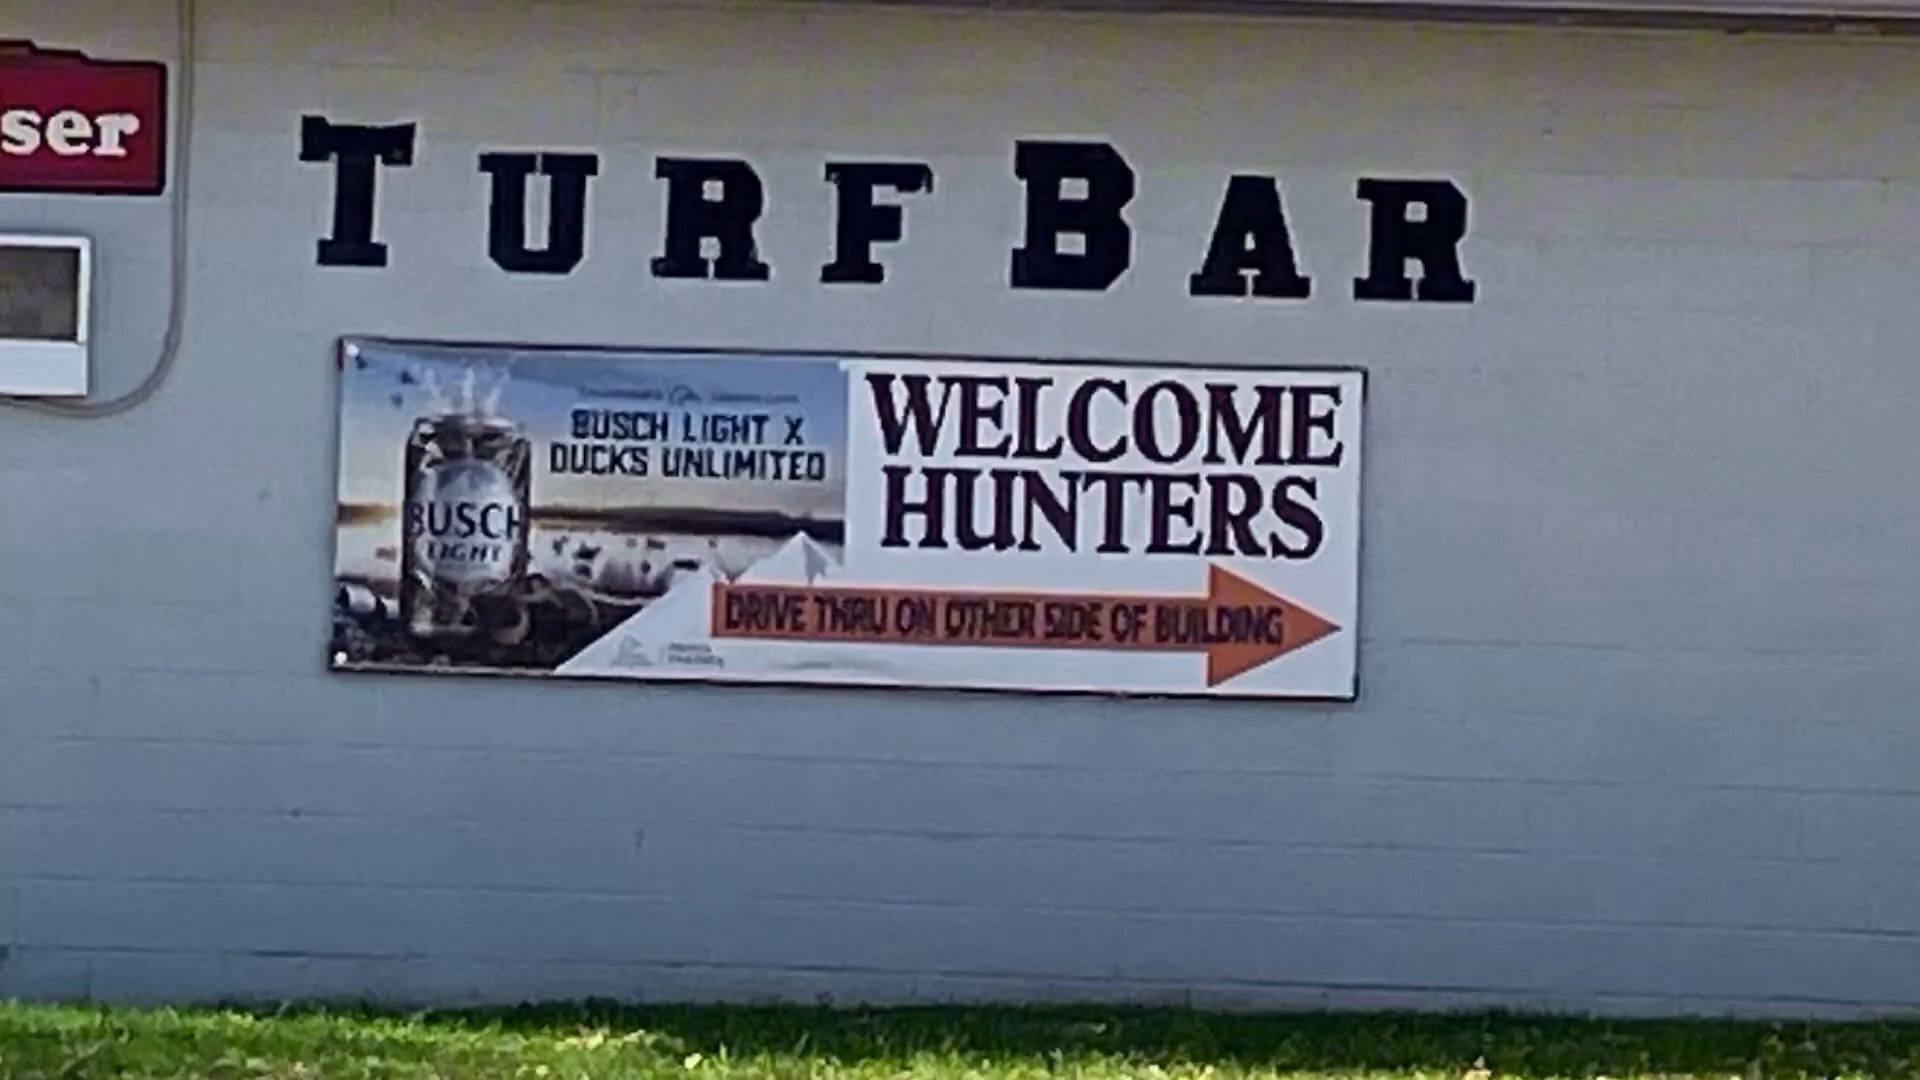 ser
TURF BAR
BUSCH LIGHT X
DUCKS UNLIMITED
BUSCH
LIGHT
WELCOME
HUNTERS
DRIVE THRU ON OTHER SIDE OF BUILDING